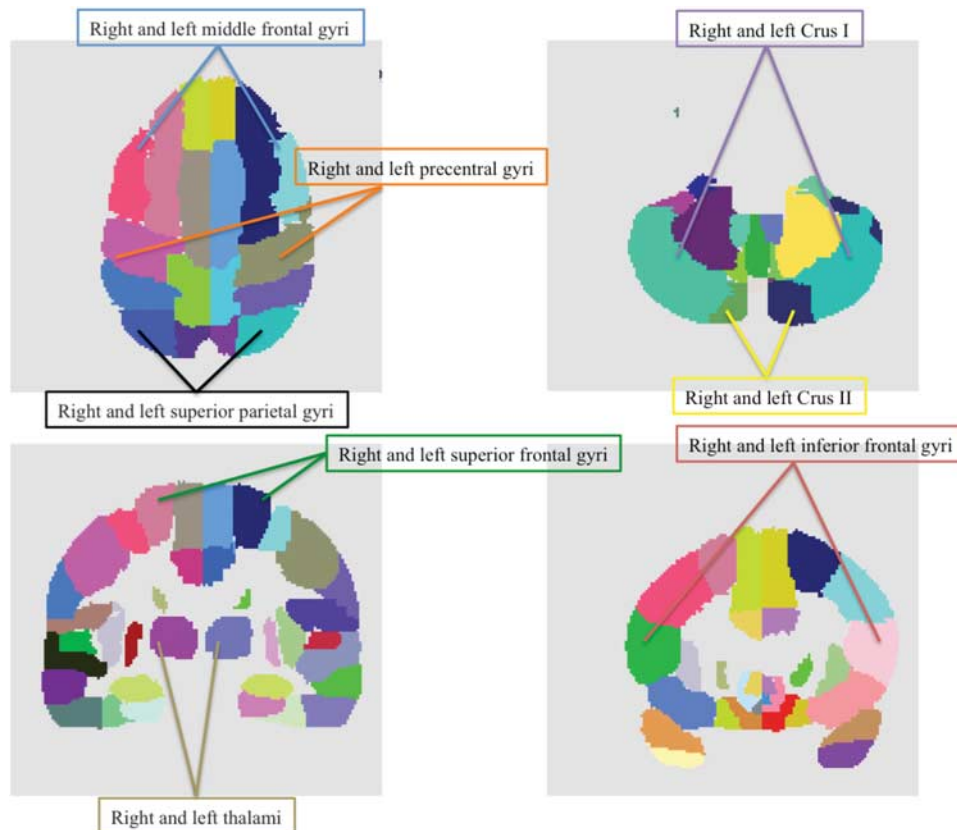 Right and left middle frontal gyri
Right and left Crus I
Right and left precentral gyri
Right and left superior parietal gyri
Right and left Crus II
Right and left superior frontal gyri
Right and left inferior frontal gyri
Right and left thalami